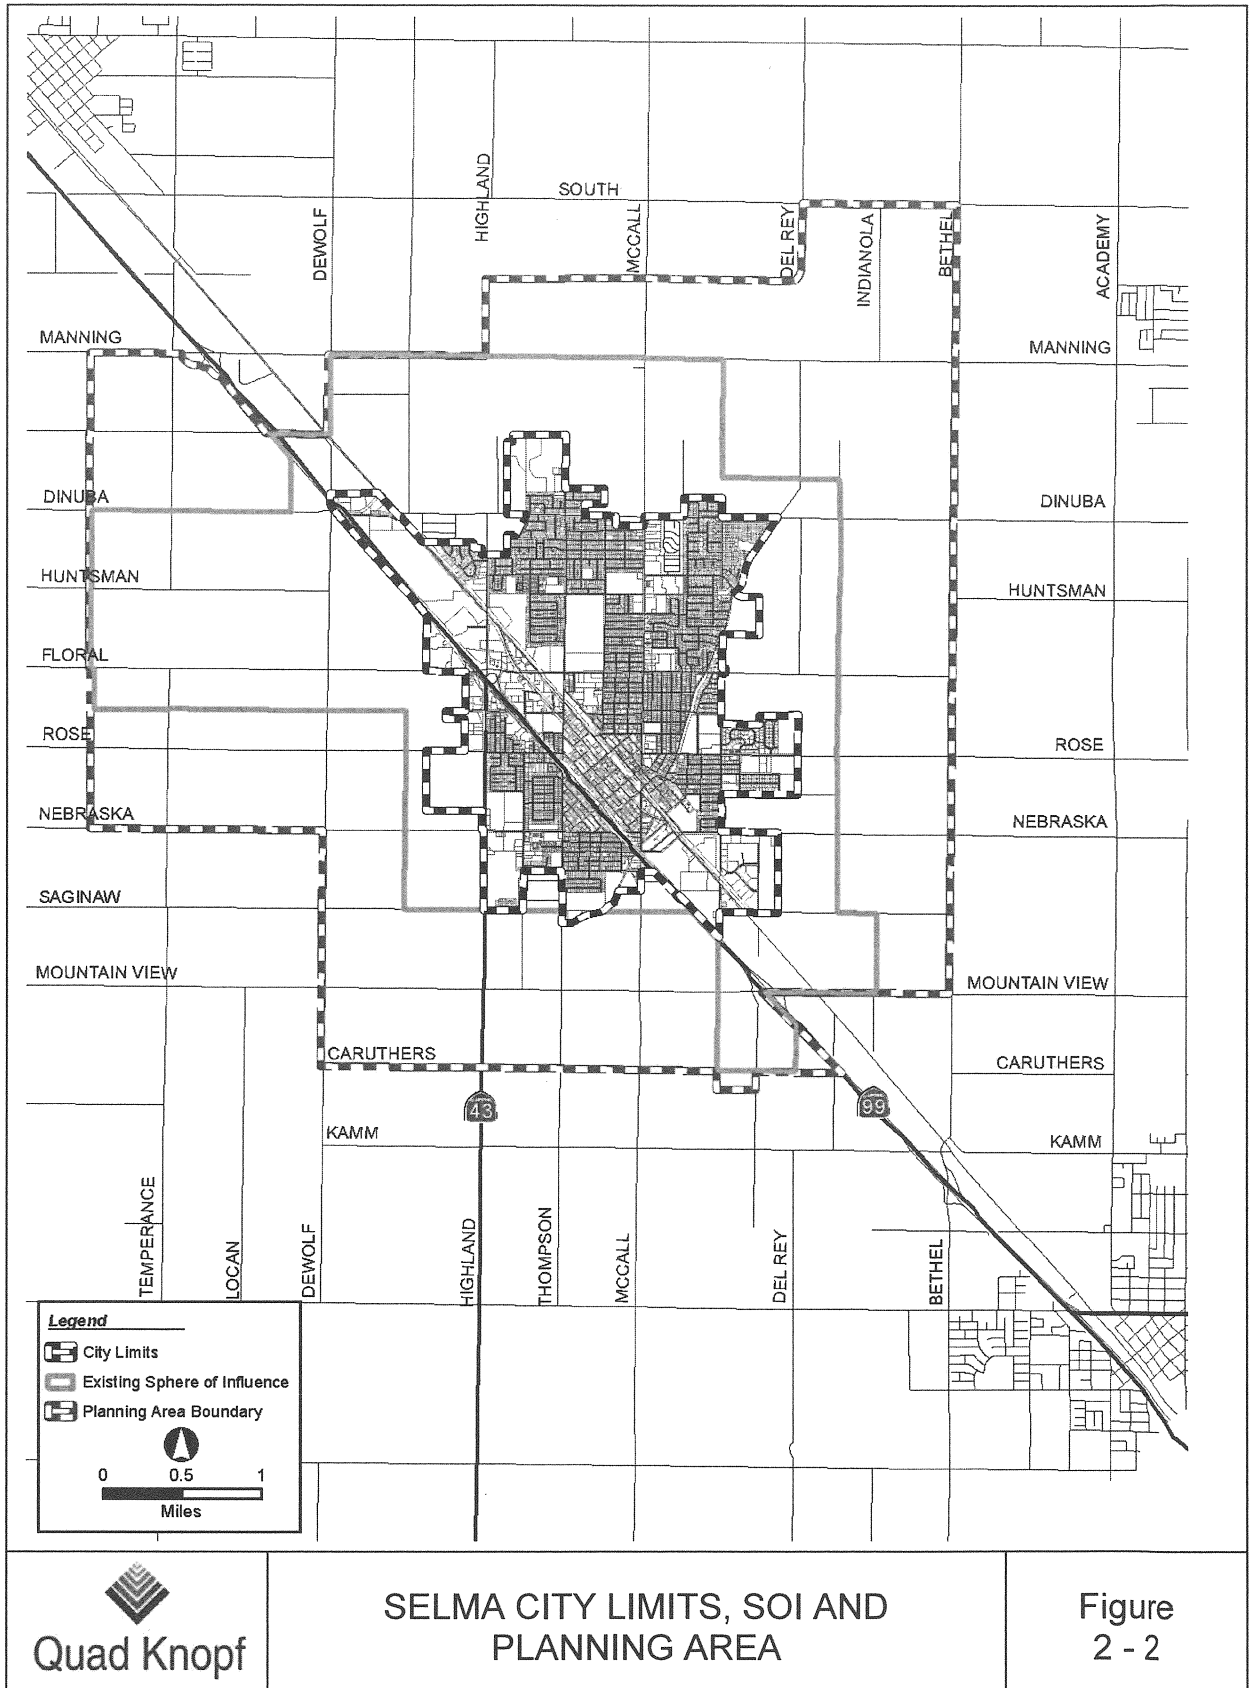 SOUTH
HIGHLAND
MCCALL
DEWOLF
DEL REY
INDIANOLA
BETHEL
ACADEMY
MANNING
MANNING
DINUBA
DINUBA
HUNTSMAN
HUNTSMAN
FLORAL
ROSE
ROSE
NEBRASKA
NEBRASKA
SAGINAW
MOUNTAIN VIEW
MOUNTAIN VIEW
CARUTHERS
CARUTHERS
43
99
KAMM
KAMM
TEMPERANCE
LOCAN
DEWOLF
HIGHLAND
THOMPSON
MCCALL
DEL REY
BETHEL
Legend
City Limits
Existing Sphere of Influence
Planning Area Boundary
0 0.5 1
Miles
Quad Knopf
SELMA CITY LIMITS, SOI AND
PLANNING AREA
Figure
2 - 2